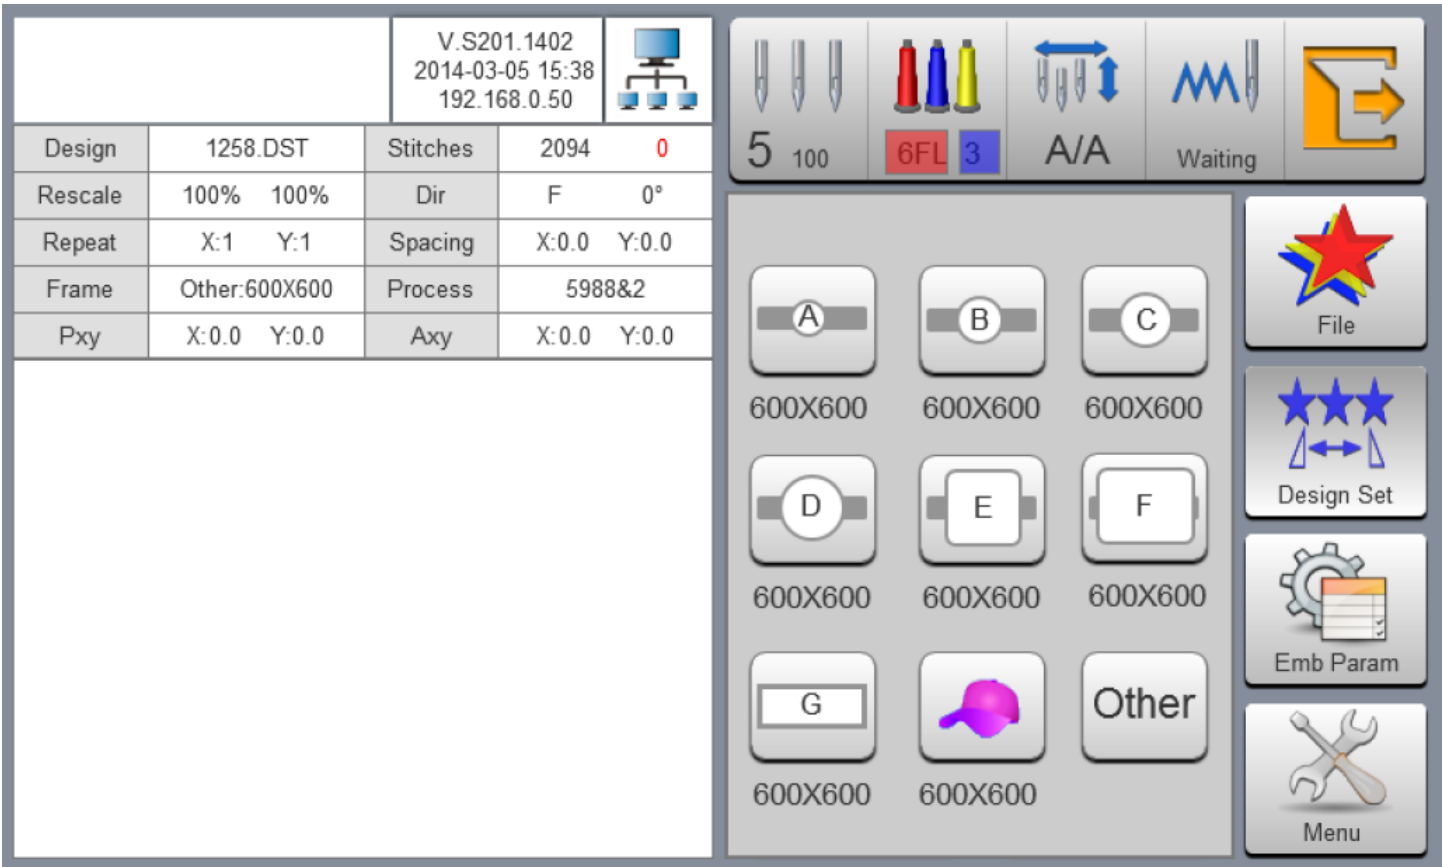 V.S201.1402
2014-03-05 15:38
192.168.0.50
Design 1258.DST Stitches 2094 0
Rescale 100% 100% Dir F 0°
Repeat X:1 Y:1 Spacing X:0.0 Y:0.0
Frame Other:600X600 Process 5988&2
Pxy X:0.0 Y:0.0 Axy X:0.0 Y:0.0
5 100 6FL 3 A/A Waiting
A B C
600X600 600X600 600X600
D E F
600X600 600X600 600X600
G Other
600X600 600X600
File
Design Set
Emb Param
Menu